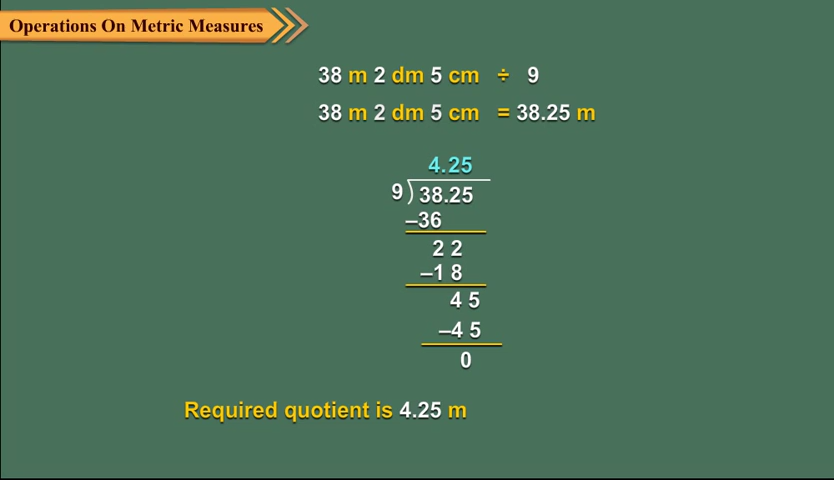 Operations On Metric Measures
38 m 2 dm 5 cm ÷ 9
38 m 2 dm 5 cm = 38.25 m
4.25
9)38.25
–36
2 2
–1 8
4 5
–4 5
0
Required quotient is 4.25 m